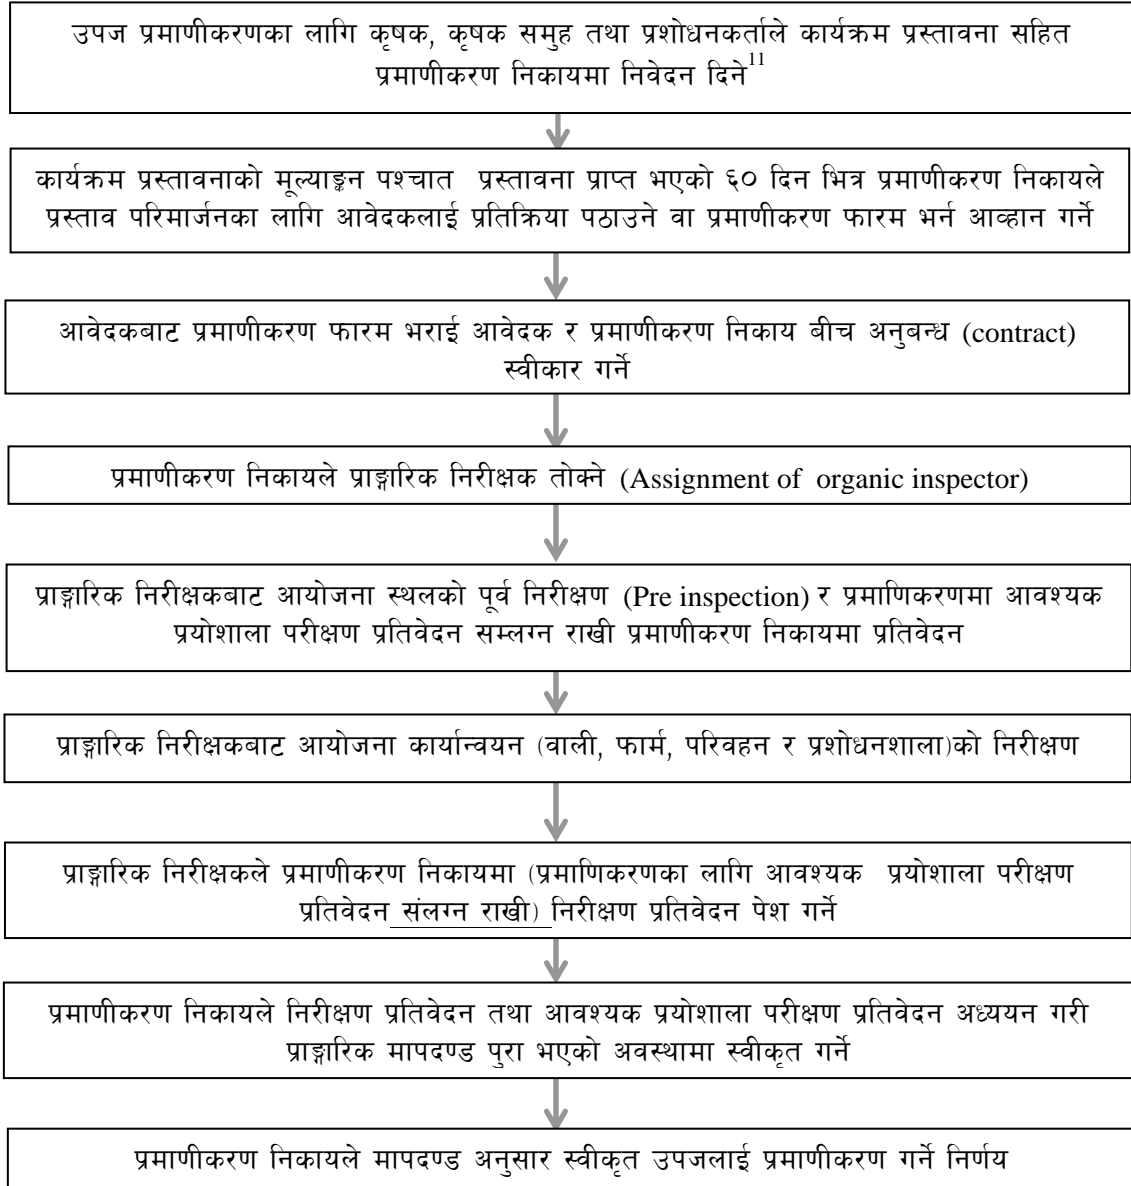 उपज प्रमाणीकरणका लागि कृषक, कृषक समुह तथा प्रशोधनकर्ताले कार्यक्रम प्रस्तावना सहित
प्रमाणीकरण निकायमा निवेदन दिने11
कार्यक्रम प्रस्तावनाको मूल्याङ्कन पश्चात प्रस्तावना प्राप्त भएको ६० दिन भित्र प्रमाणीकरण निकायले
प्रस्ताव परिमार्जनका लागि आवेदकलाई प्रतिक्रिया पठाउने वा प्रमाणीकरण फारम भर्न आव्हान गर्ने
आवेदकबाट प्रमाणीकरण फारम भराई आवेदक र प्रमाणीकरण निकाय बीच अनुबन्ध (contract)
स्वीकार गर्ने
प्रमाणीकरण निकायले प्राङ्गारिक निरीक्षक तोक्ने (Assignment of organic inspector)
प्राङ्गारिक निरीक्षकबाट आयोजना स्थलको पूर्व निरीक्षण (Pre inspection) र प्रमाणिकरणमा आवश्यक
प्रयोशाला परीक्षण प्रतिवेदन सम्लग्न राखी प्रमाणीकरण निकायमा प्रतिवेदन
प्राङ्गारिक निरीक्षकबाट आयोजना कार्यान्वयन (वाली, फार्म, परिवहन र प्रशोधनशाला)को निरीक्षण
प्राङ्गारिक निरीक्षकले प्रमाणीकरण निकायमा (प्रमाणिकरणका लागि आवश्यक प्रयोशाला परीक्षण
प्रतिवेदन संलग्न राखी) निरीक्षण प्रतिवेदन पेश गर्ने
प्रमाणीकरण निकायले निरीक्षण प्रतिवेदन तथा आवश्यक प्रयोशाला परीक्षण प्रतिवेदन अध्ययन गरी
प्राङ्गारिक मापदण्ड पुरा भएको अवस्थामा स्वीकृत गर्ने
प्रमाणीकरण निकायले मापदण्ड अनुसार स्वीकृत उपजलाई प्रमाणीकरण गर्ने निर्णय